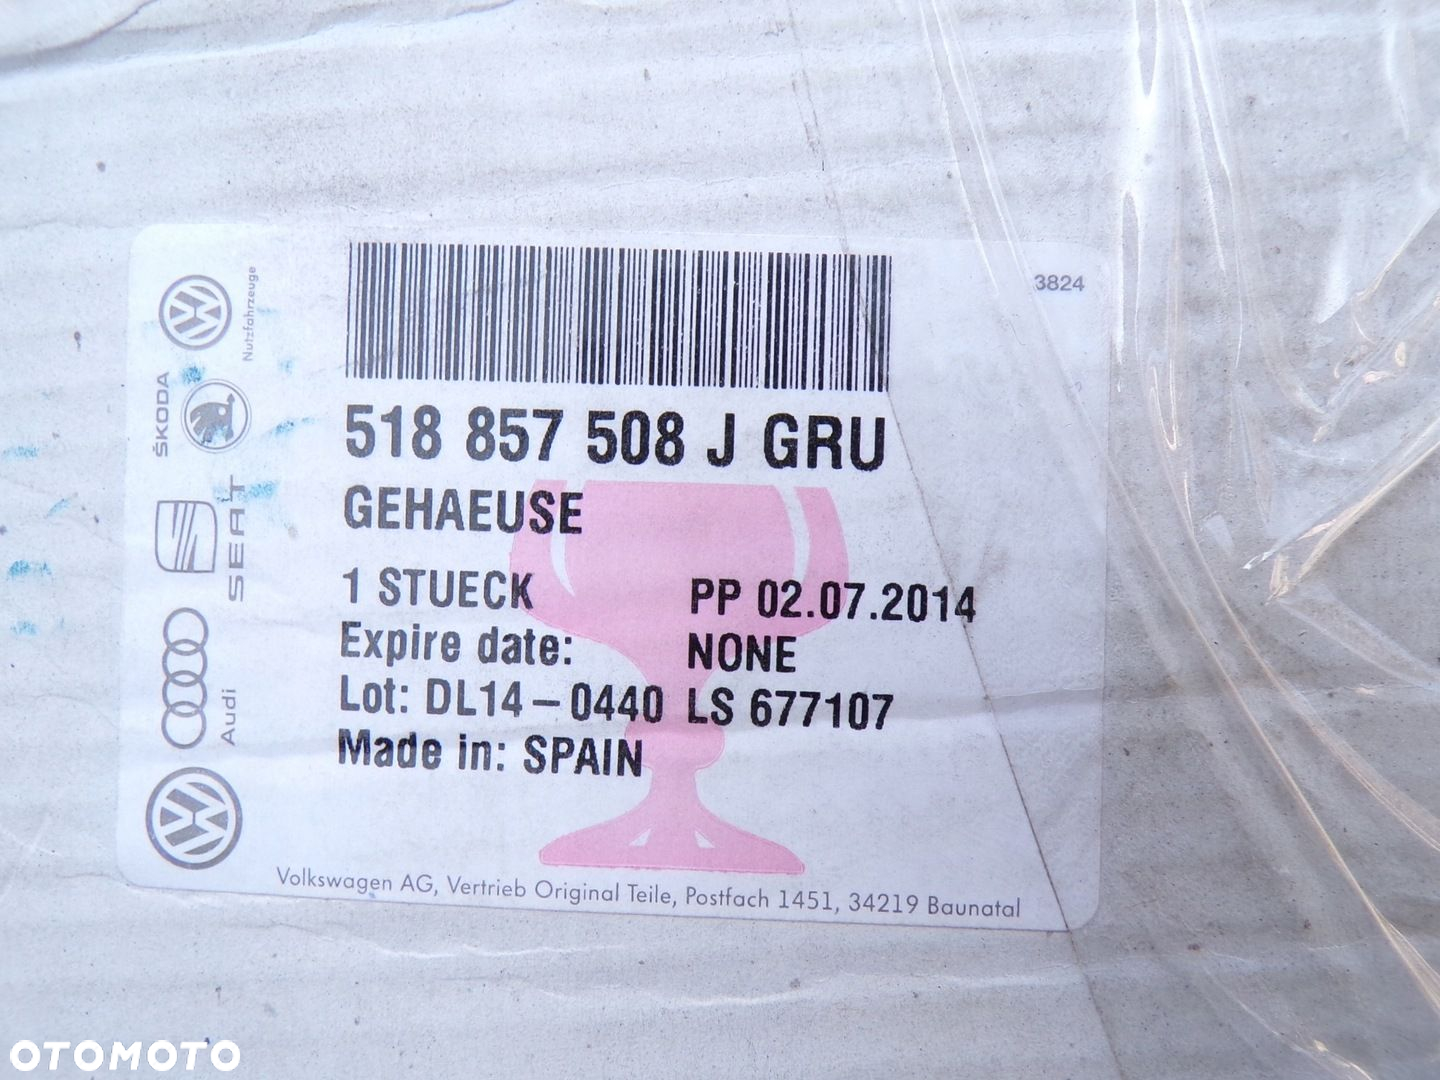 3824
Nutzfahrzeuge
ŠKODA
SEAT
Audi
518 857 508 J GRU
GEHAEUSE
1 STUECK PP 02.07.2014
Expire date: NONE
Lot: DL14-0440 LS 677107
Made in: SPAIN
Volkswagen AG, Vertrieb Original Teile, Postfach 1451, 34219 Baunatal
OTOMOTO